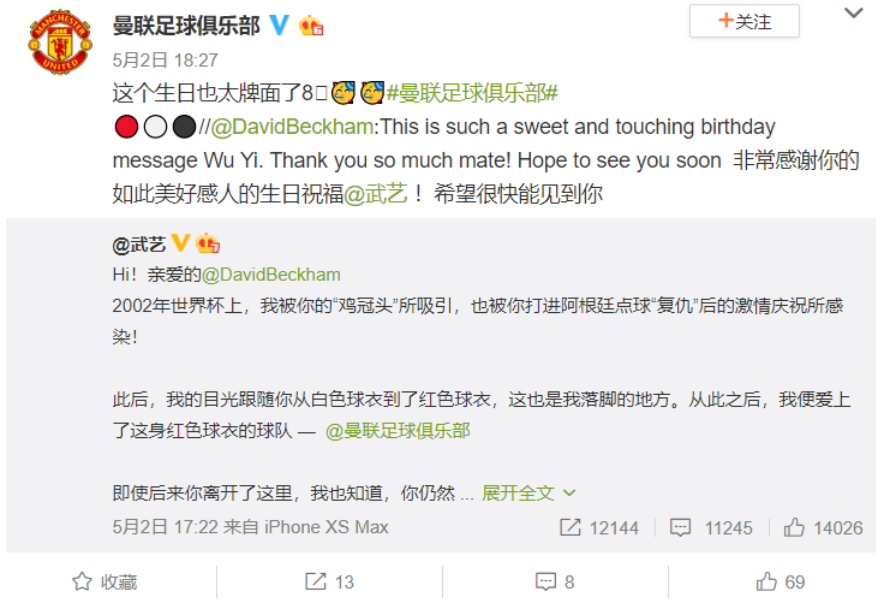 MANCHESTER
UNITED
曼联足球俱乐部
+关注
5月2日 18:27
这个生日也太牌面了8□🥳🥳#曼联足球俱乐部#
🔴⚪⚫//@DavidBeckham:This is such a sweet and touching birthday
message Wu Yi. Thank you so much mate! Hope to see you soon 非常感谢你的
如此美好感人的生日祝福@武艺！希望很快能见到你
@武艺
Hi！亲爱的@DavidBeckham
2002年世界杯上，我被你的“鸡冠头”所吸引，也被你打进阿根廷点球“复仇”后的激情庆祝所感
染！
此后，我的目光跟随你从白色球衣到了红色球衣，这也是我落脚的地方。从此之后，我便爱上
了这身红色球衣的球队 — @曼联足球俱乐部
即使后来你离开了这里，我也知道，你仍然 ... 展开全文
5月2日 17:22 来自 iPhone XS Max 12144 11245 14026
收藏 13 8 69